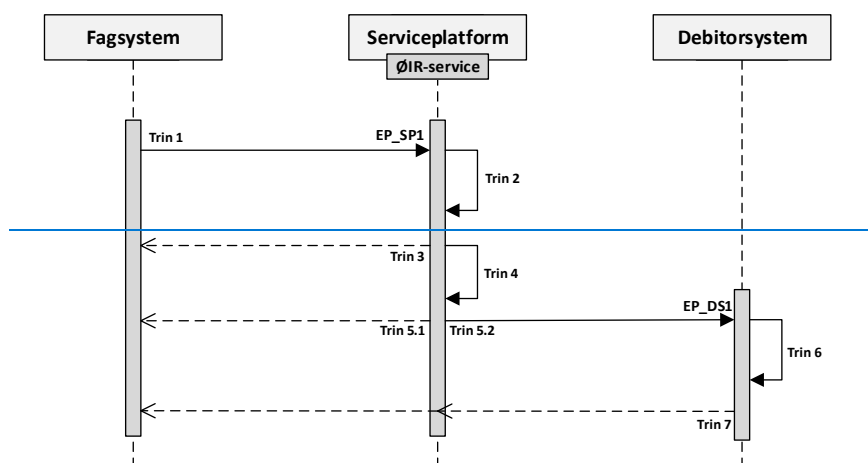 Fagsystem
Serviceplatform
Debitorsystem
ØIR-service
Trin 1
EP_SP1
Trin 2
Trin 3
Trin 4
EP_DS1
Trin 5.1
Trin 5.2
Trin 6
Trin 7